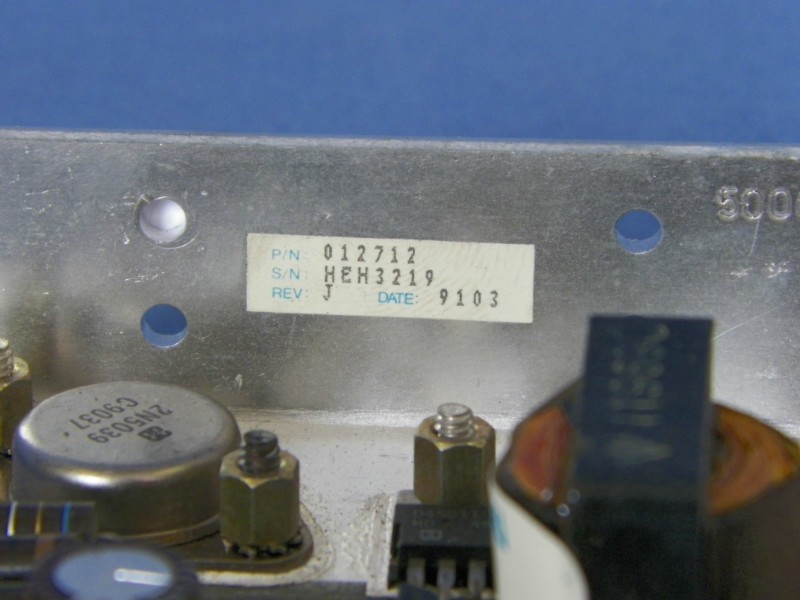 500
P/N: 012712
S/N: HEH3219
REV: J DATE: 9103
2N5039
C9037